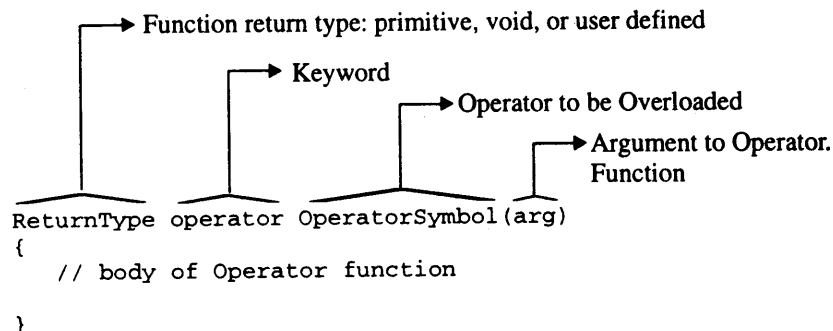 Function return type: primitive, void, or user defined
Keyword
Operator to be Overloaded
Argument to Operator.
Function
ReturnType operator OperatorSymbol(arg)
{
// body of Operator function
}